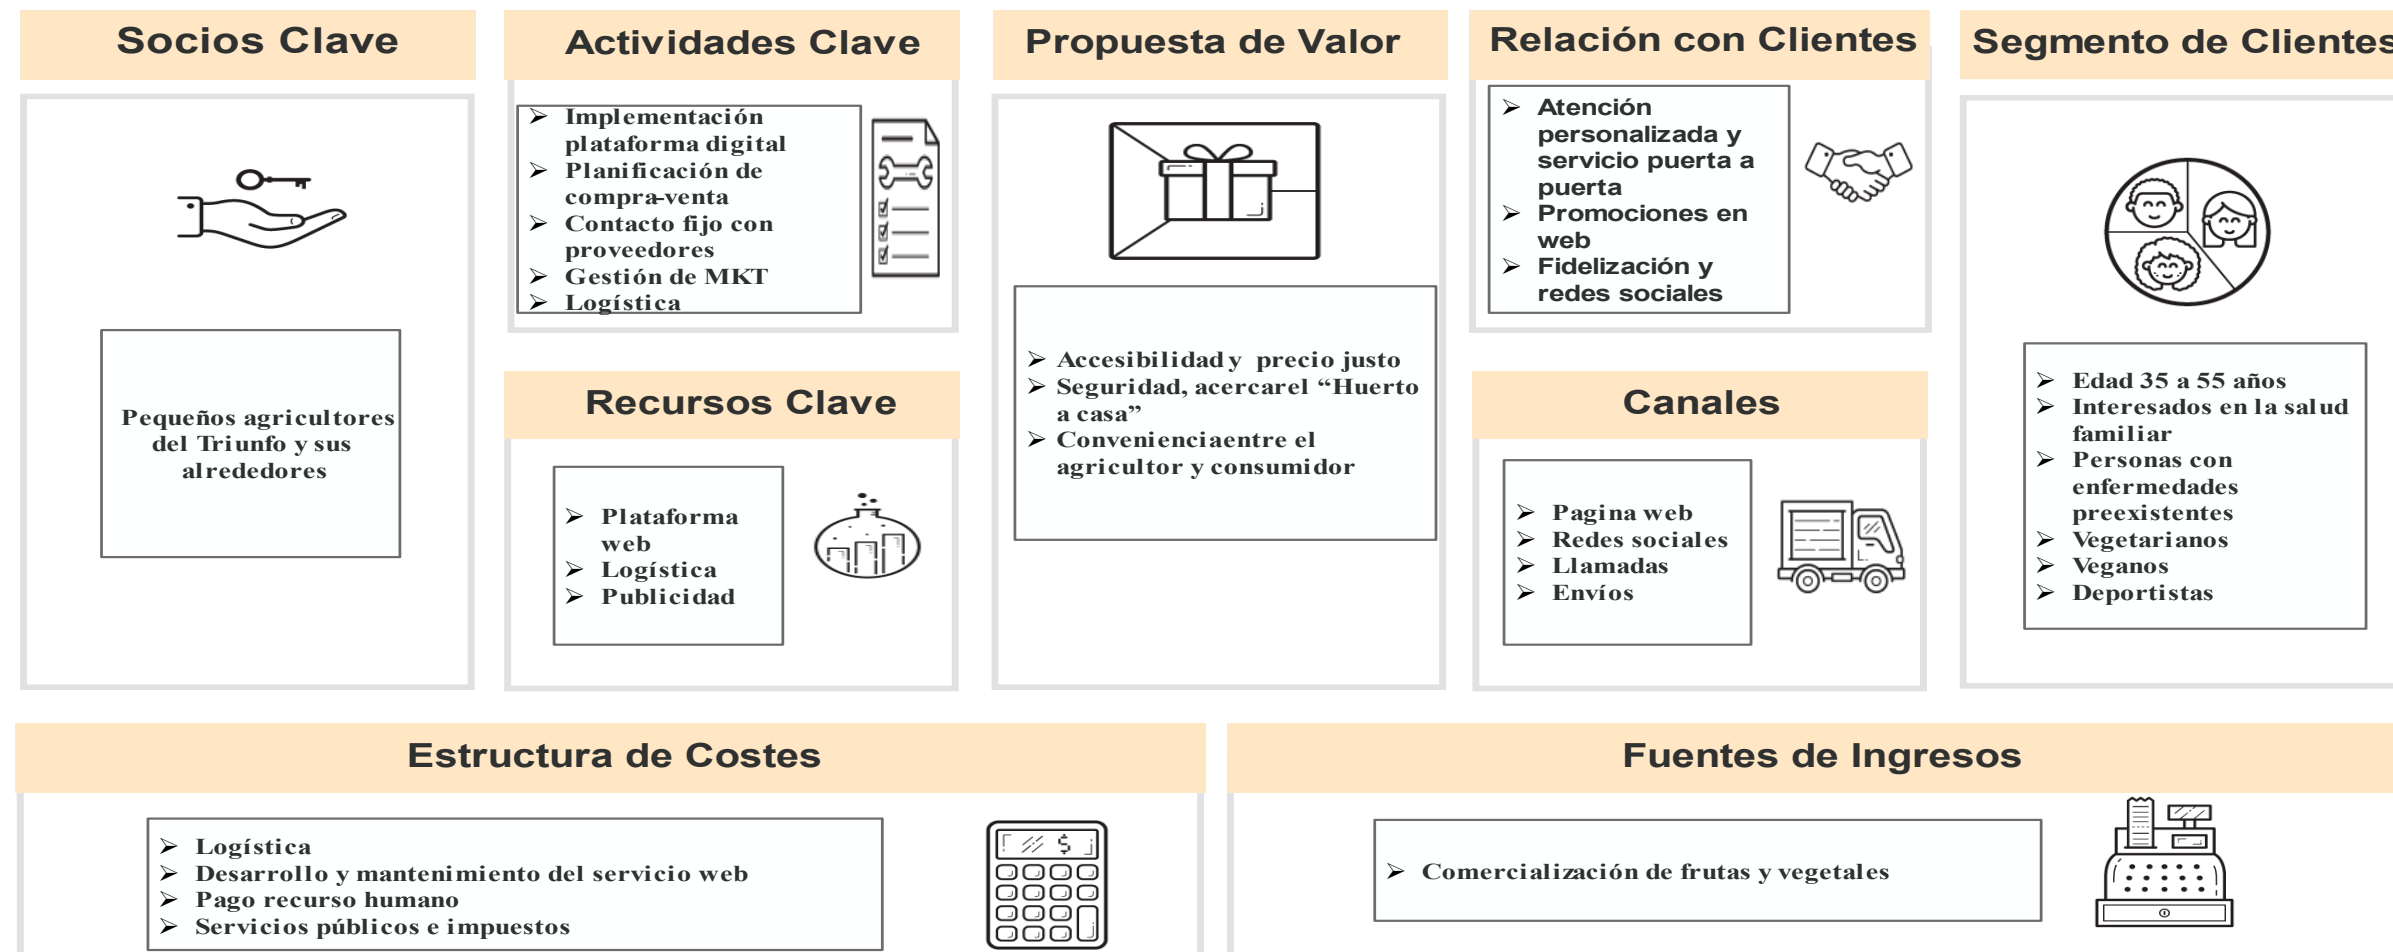 Socios Clave
Pequeños agricultores
del Triunfo y sus
alrededores
Actividades Clave
➢ Implementación
plataforma digital
➢ Planificación de
compra-venta
➢ Contacto fijo con
proveedores
➢ Gestión de MKT
➢ Logística
Recursos Clave
➢ Plataforma
web
➢ Logística
➢ Publicidad
Propuesta de Valor
➢ Accesibilidad y precio justo
➢ Seguridad, acercarel “Huerto
a casa”
➢ Convenienciaentre el
agricultor y consumidor
Relación con Clientes
➢ Atención
personalizada y
servicio puerta a
puerta
➢ Promociones en
web
➢ Fidelización y
redes sociales
Canales
➢ Pagina web
➢ Redes sociales
➢ Llamadas
➢ Envíos
Segmento de Clientes
➢ Edad 35 a 55 años
➢ Interesados en la salud
familiar
➢ Personas con
enfermedades
preexistentes
➢ Vegetarianos
➢ Veganos
➢ Deportistas
Estructura de Costes
➢ Logística
➢ Desarrollo y mantenimiento del servicio web
➢ Pago recurso humano
➢ Servicios públicos e impuestos
$
Fuentes de Ingresos
➢ Comercialización de frutas y vegetales